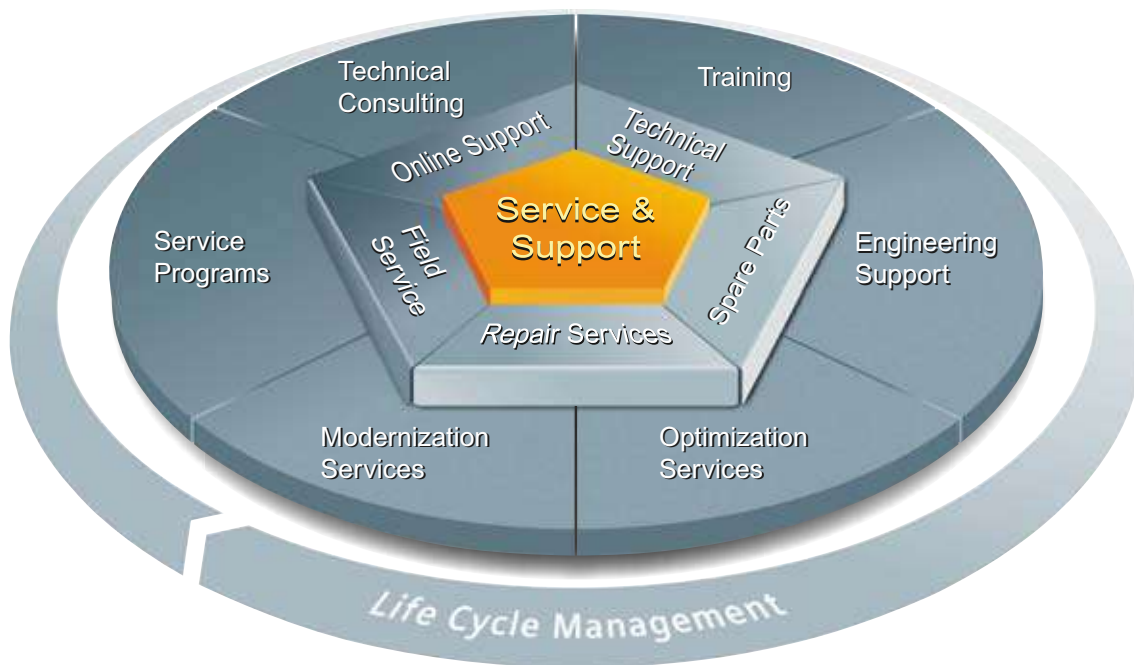 Technical
Consulting
Training
Online Support
Technical
Support
Service &
Support
Service
Programs
Field
Service
Spare Parts
Engineering
Support
Repair Services
Modernization
Services
Optimization
Services
Life Cycle Management